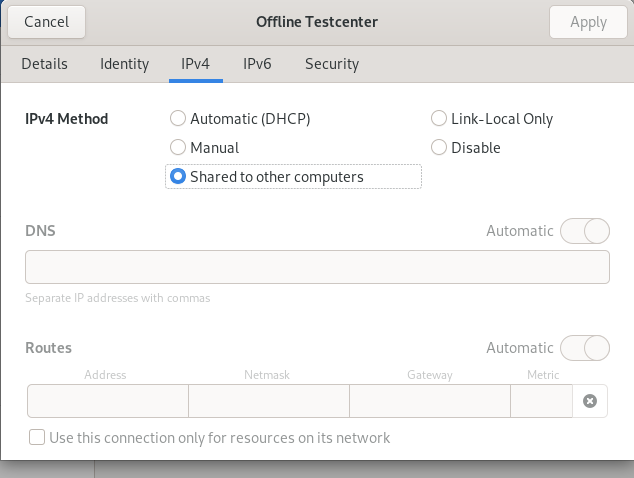 Cancel Offline Testcenter Apply
Details Identity IPv4 IPv6 Security
IPv4 Method Automatic (DHCP) Link-Local Only
Manual Disable
Shared to other computers
DNS Automatic
Separate IP addresses with commas
Routes Automatic
Address Netmask Gateway Metric
Use this connection only for resources on its network